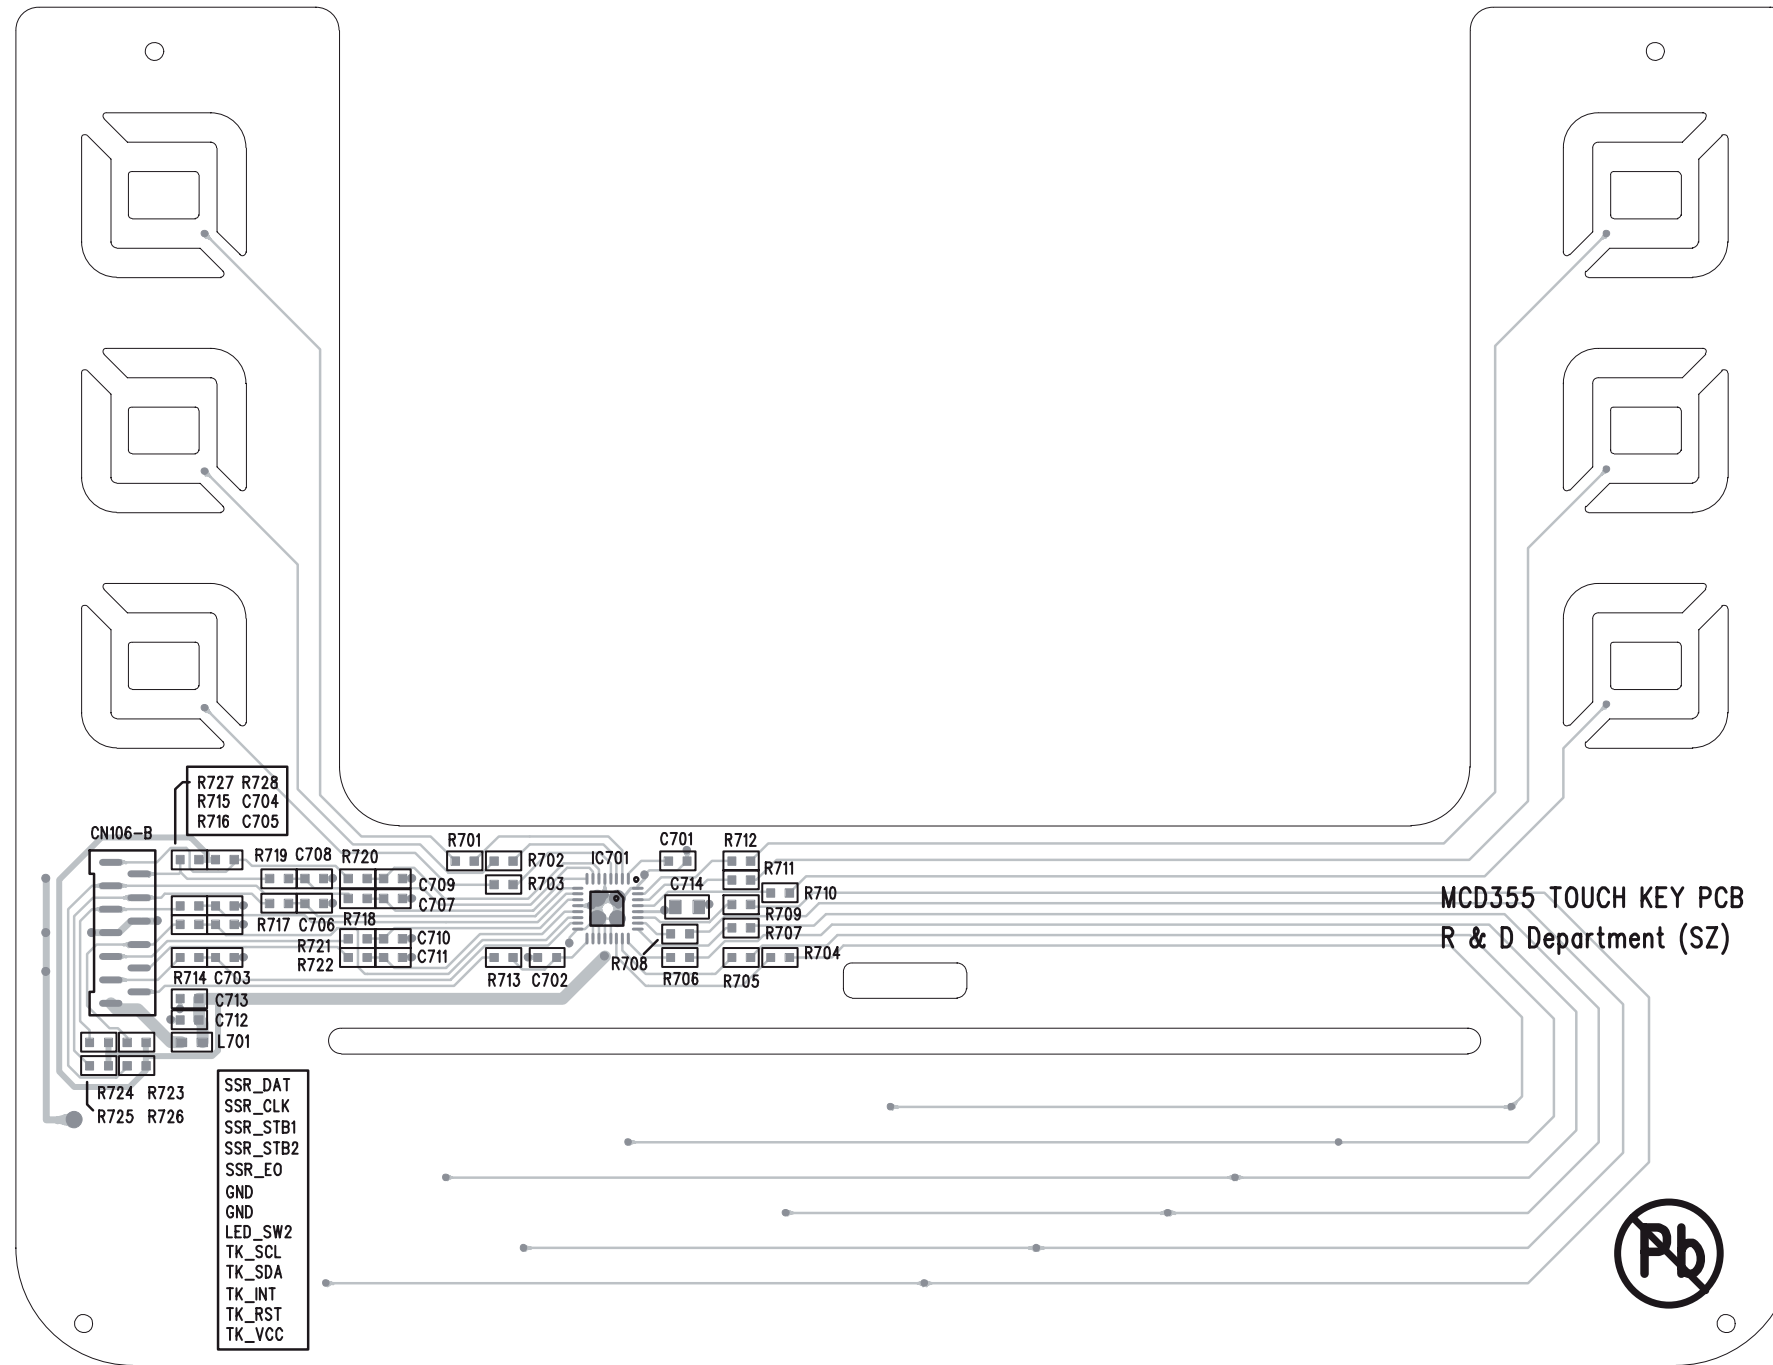 R727 R728
R715 C704
R716 C705
CN106-B
R719 C708 R720
R701
R702
R703
IC701
C701
R712
R711
R710
C714
C709
C707
R709
R707
R717 C706 R718
C710
C711
R721
R722
R708
R704
R714 C703
R713 C702
R706
R705
C713
C712
L701
MCD355 TOUCH KEY PCB
R & D Department (SZ)
R724 R723
R725 R726
SSR_DAT
SSR_CLK
SSR_STB1
SSR_STB2
SSR_EO
GND
GND
LED_SW2
TK_SCL
TK_SDA
TK_INT
TK_RST
TK_VCC
Pb